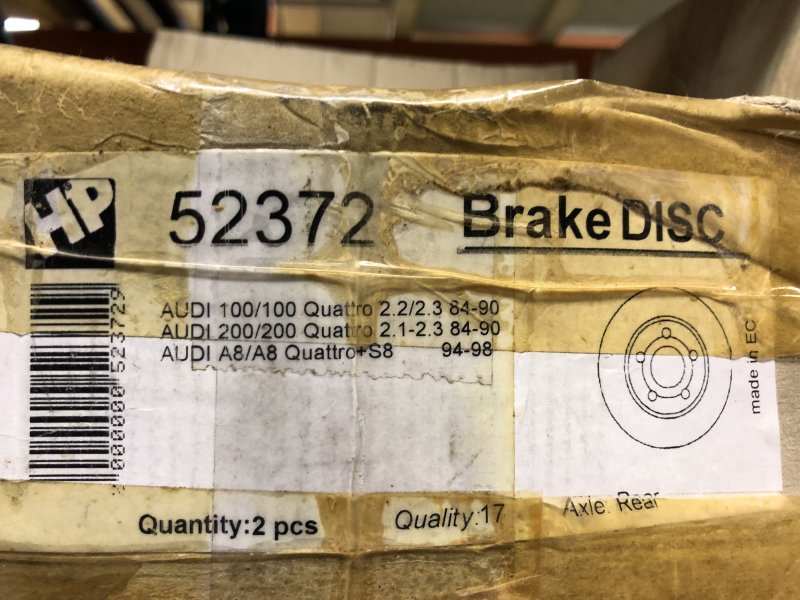 HP
52372
Brake DISC
AUDI 100/100 Quattro 2.2/2.3 84-90
AUDI 200/200 Quattro 2.1-2.3 84-90
AUDI A8/A8 Quattro+S8 94-98
0000000 523729
made in EC
Quantity:2 pcs
Quality:17
Axle: Rear